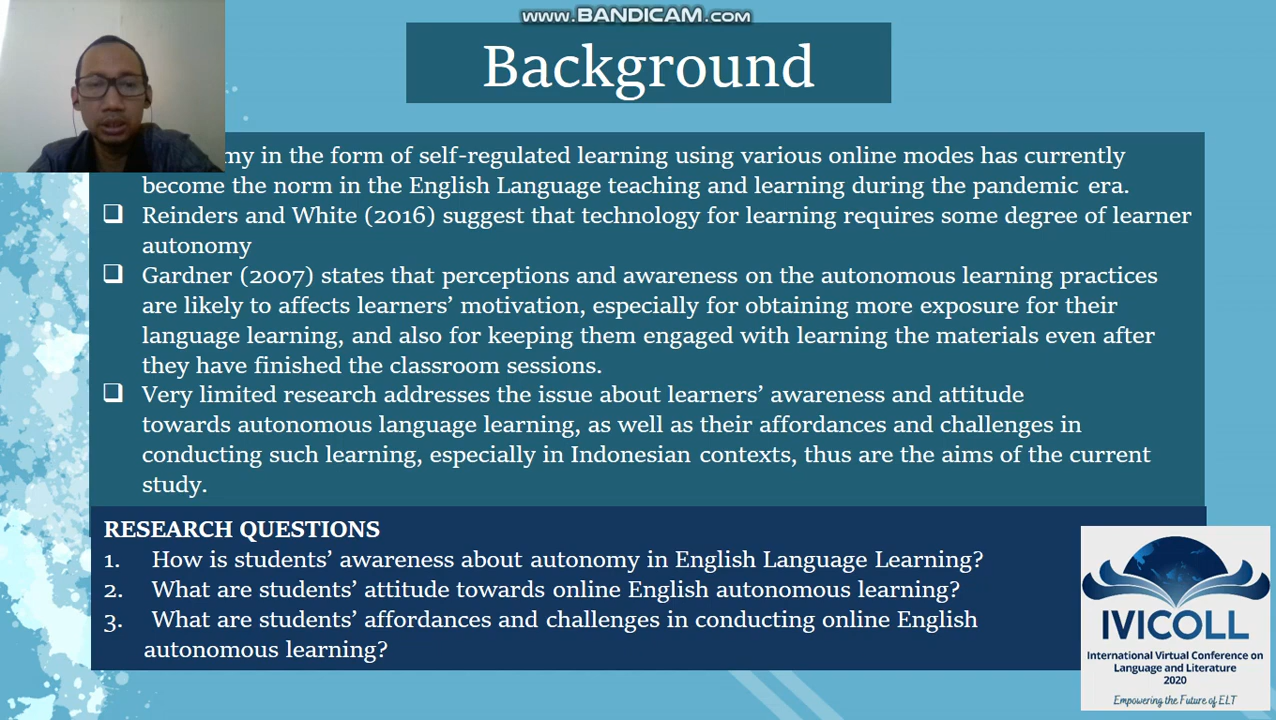 www.BANDICAM.com
Background
my in the form of self-regulated learning using various online modes has currently
become the norm in the English Language teaching and learning during the pandemic era.
❑ Reinders and White (2016) suggest that technology for learning requires some degree of learner
autonomy
❑ Gardner (2007) states that perceptions and awareness on the autonomous learning practices
are likely to affects learners’ motivation, especially for obtaining more exposure for their
language learning, and also for keeping them engaged with learning the materials even after
they have finished the classroom sessions.
❑ Very limited research addresses the issue about learners’ awareness and attitude
towards autonomous language learning, as well as their affordances and challenges in
conducting such learning, especially in Indonesian contexts, thus are the aims of the current
study.
RESEARCH QUESTIONS
1. How is students’ awareness about autonomy in English Language Learning?
2. What are students’ attitude towards online English autonomous learning?
3. What are students’ affordances and challenges in conducting online English
autonomous learning?
IVICOLL
International Virtual Conference on
Language and Literature
2020
Empowering the Future of ELT